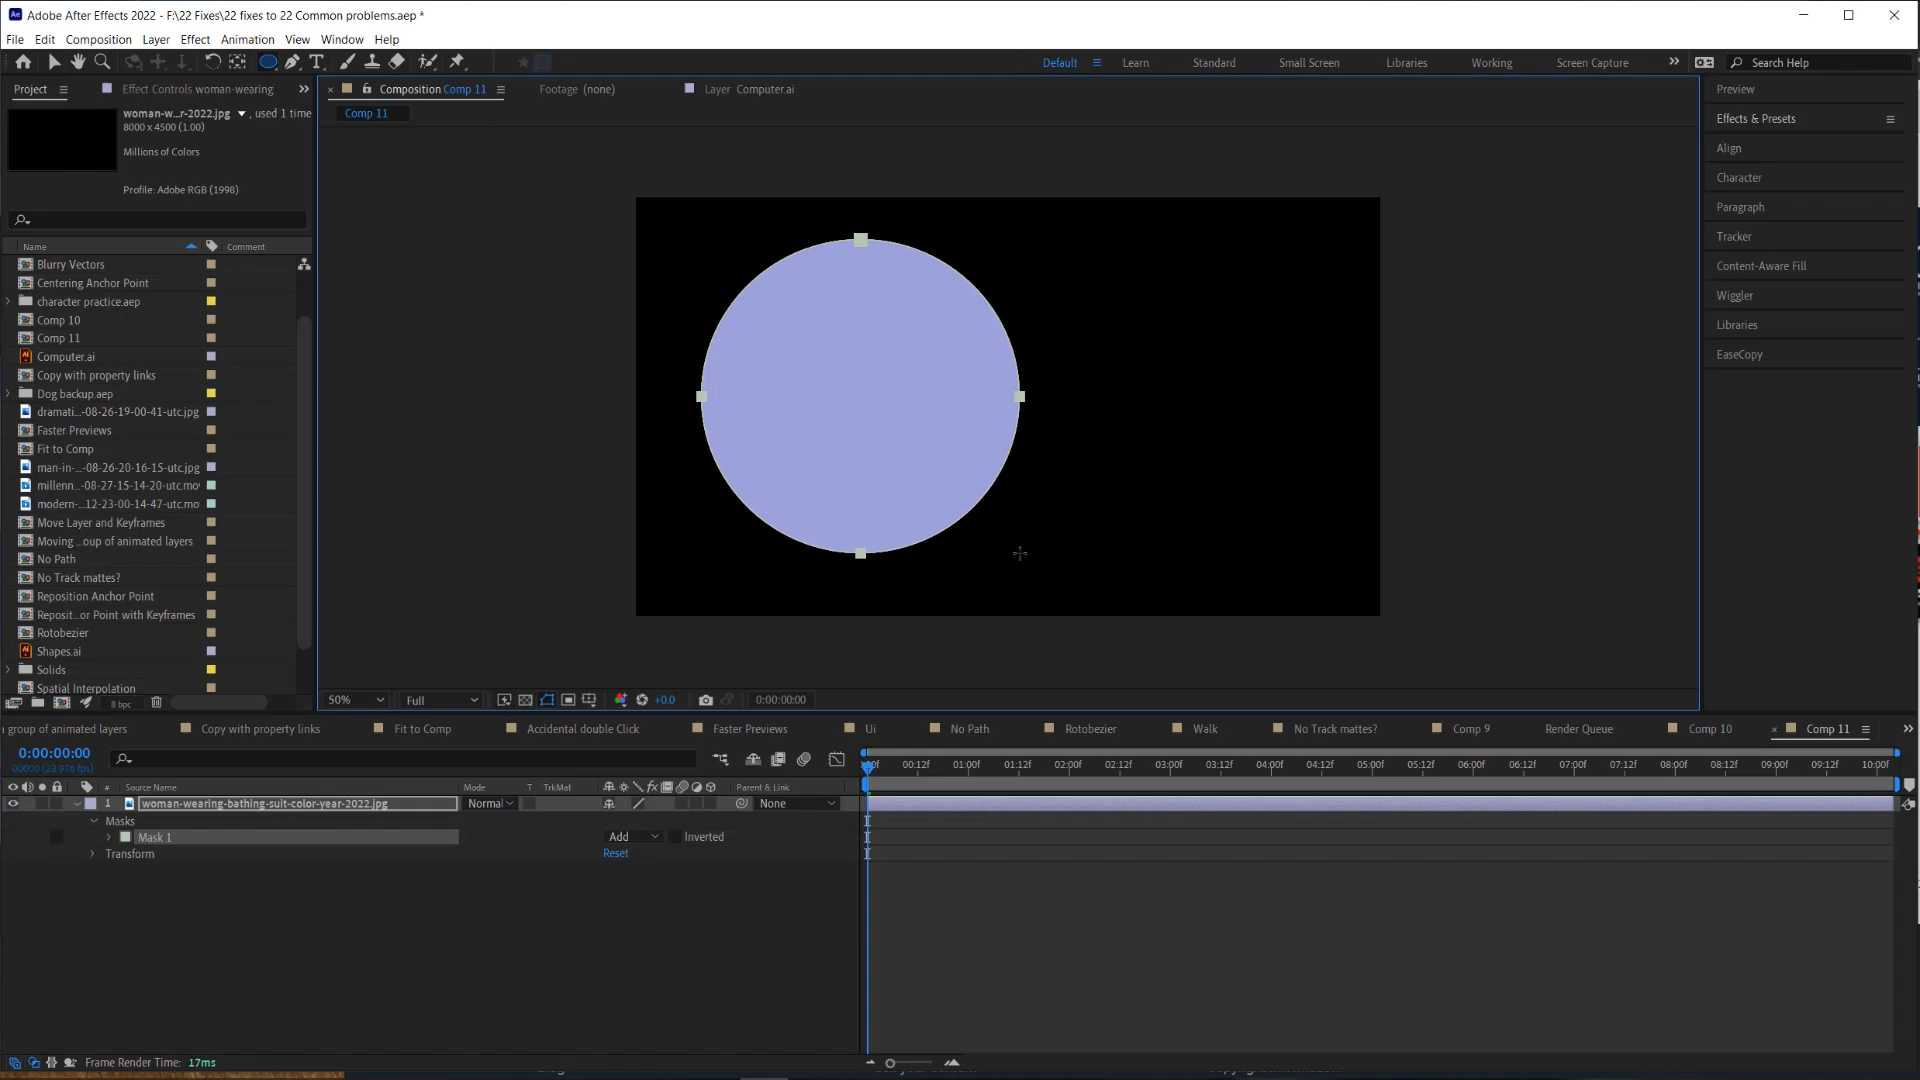 Adobe After Effects 2022 - F:\22 Fixes\22 fixes to 22 Common problems.aep *
File Edit Composition Layer Effect Animation View Window Help
Default Learn Standard Small Screen Libraries Working Screen Capture Search Help
Project Effect Controls woman-wearing
Composition Comp 11 Footage (none) Layer Computer.ai
Comp 11
woman-w...r-2022.jpg , used 1 time
8000 x 4500 (1.00)
Millions of Colors
Profile: Adobe RGB (1998)
Name Comment
Blurry Vectors
Centering Anchor Point
character practice.aep
Comp 10
Comp 11
Computer.ai
Copy with property links
Dog backup.aep
dramati...-08-26-19-00-41-utc.jpg
Faster Previews
Fit to Comp
man-in-...-08-26-20-16-15-utc.jpg
millenn...-08-27-15-14-20-utc.mov
modern-...12-23-00-14-47-utc.mo
Move Layer and Keyframes
Moving ...oup of animated layers
No Path
No Track mattes?
Reposition Anchor Point
Reposit...or Point with Keyframes
Rotobezier
Shapes.ai
Solids
Spatial Interpolation
8 bpc
50% Full +0.0 0:00:00:00
Preview
Effects & Presets
Align
Character
Paragraph
Tracker
Content-Aware Fill
Wiggler
Libraries
EaseCopy
a group of animated layers Copy with property links Fit to Comp Accidental double Click Faster Previews Ui No Path Rotobezier Walk No Track mattes? Comp 9 Render Queue Comp 10 Comp 11
0:00:00:00
00000 (23.976 fps)
00:12f 01:00f 01:12f 02:00f 02:12f 03:00f 03:12f 04:00f 04:12f 05:00f 05:12f 06:00f 06:12f 07:00f 07:12f 08:00f 08:12f 09:00f 09:12f 10:00f
# Source Name Mode T TrkMat Parent & Link
1 woman-wearing-bathing-suit-color-year-2022.jpg Normal None
Masks
Mask 1 Add Inverted
Transform Reset
Frame Render Time: 17ms